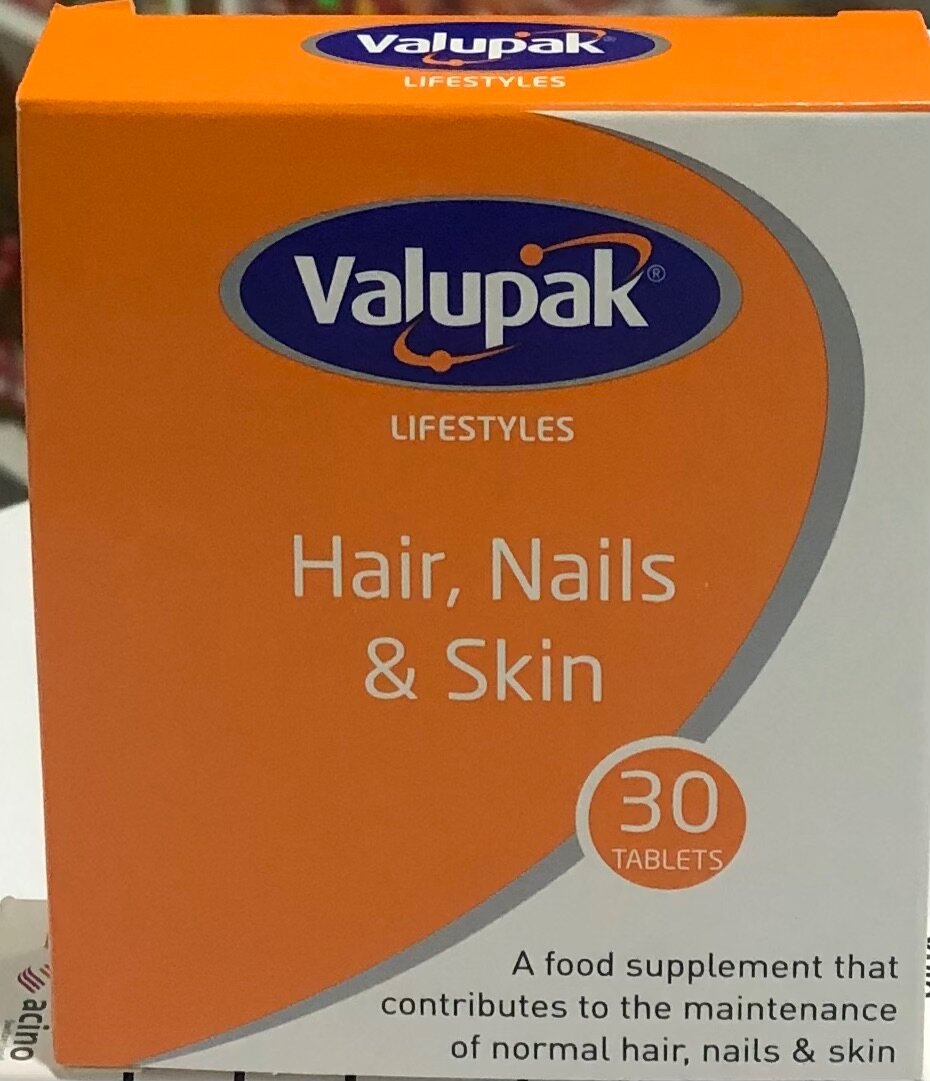 Valupak®
LIFESTYLES
Valupak®
LIFESTYLES
Hair, Nails
& Skin
30
TABLETS
A food supplement that
contributes to the maintenance
of normal hair, nails & skin
acino